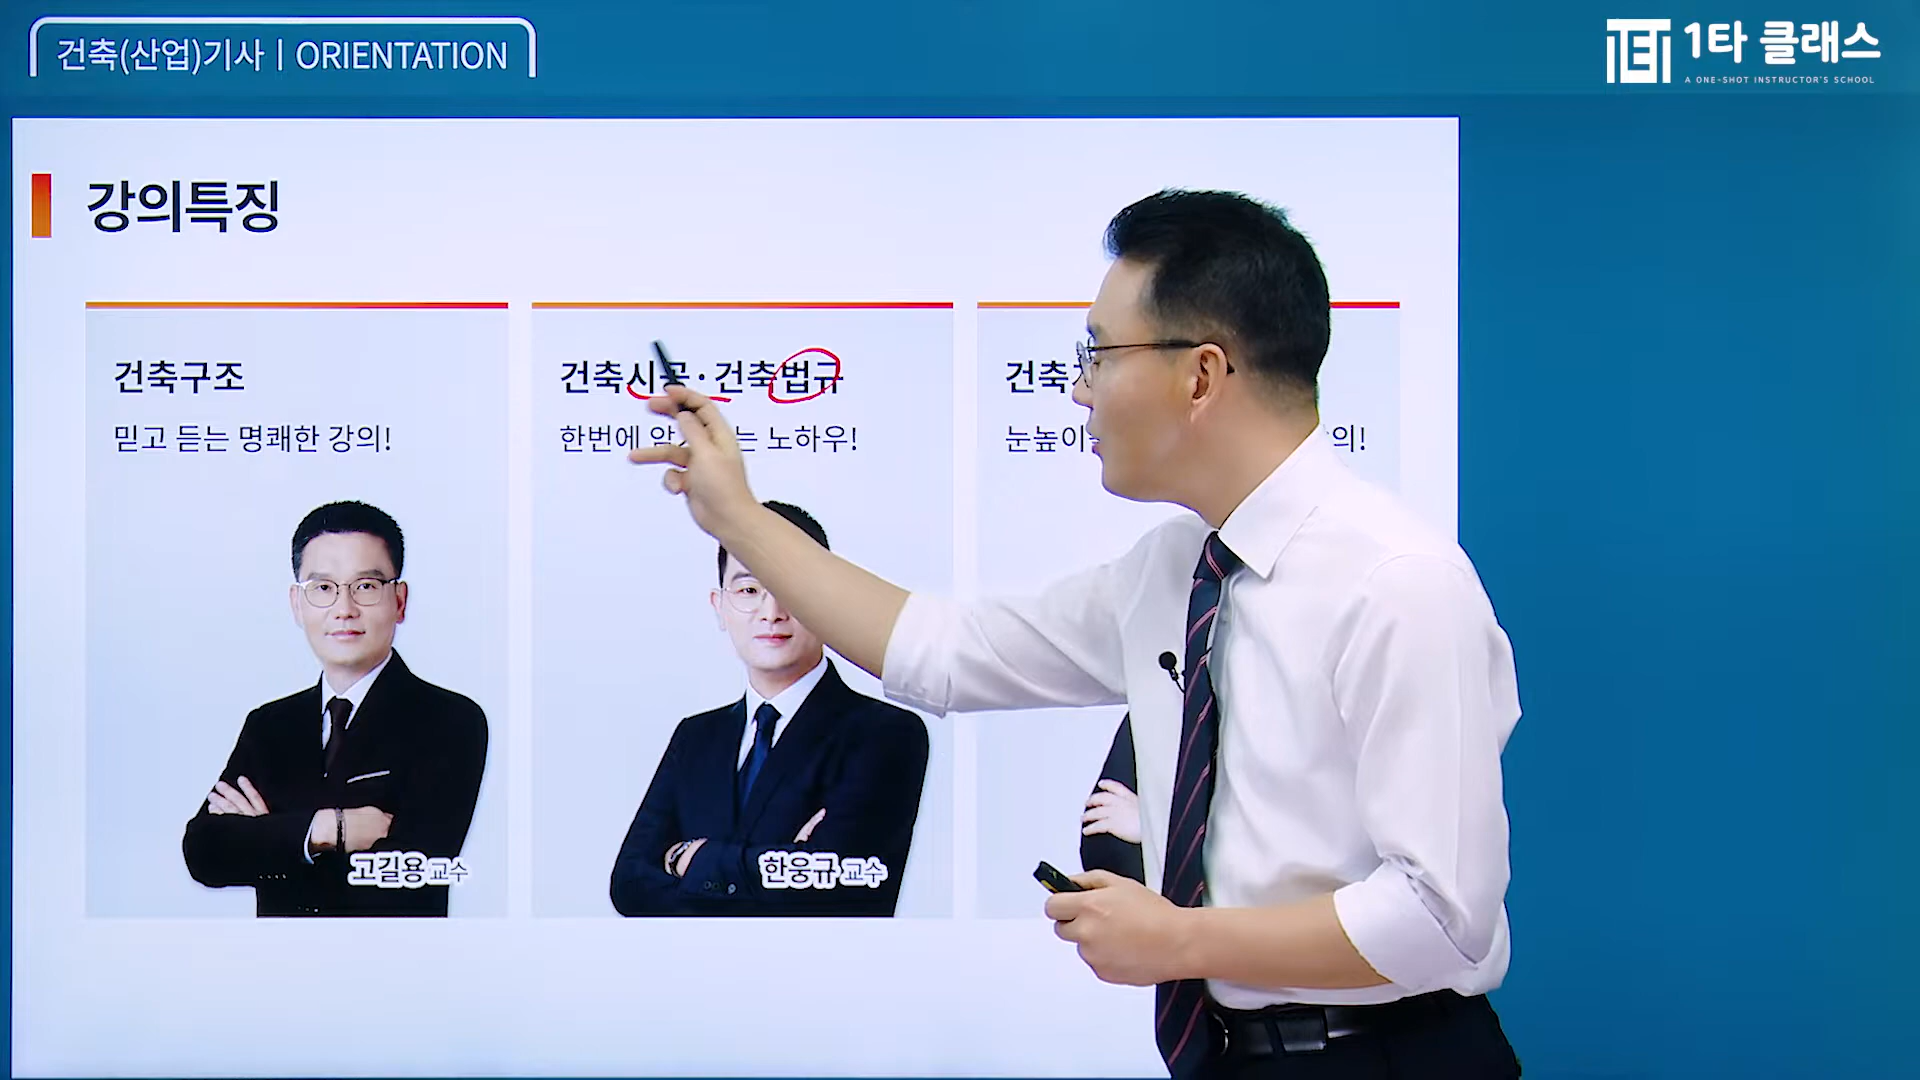 건축(산업)기사 | ORIENTATION
1타 클래스
A ONE-SHOT INSTRUCTOR'S SCHOOL
강의특징
건축구조
믿고 듣는 명쾌한 강의!
고길용 교수
건축시공·건축법규
한번에 는 노하우!
한웅규 교수
건축
눈높이 의!